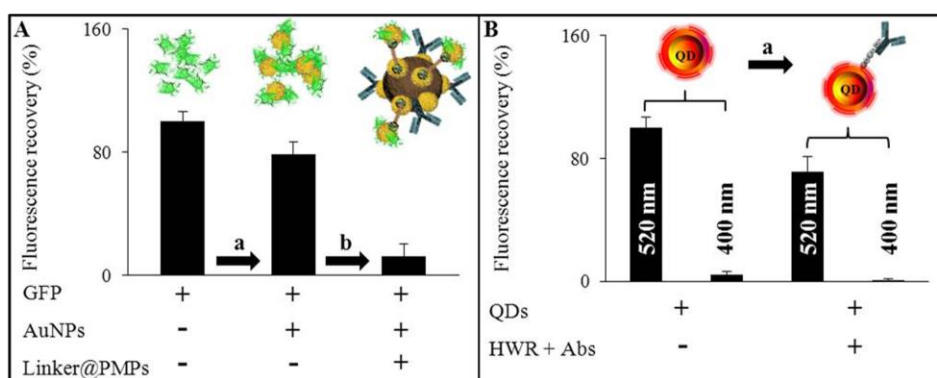 A
Fluorescence recovery (%)
160
80
0
a
b
GFP + + +
AuNPs - + +
Linker@PMPs - - +
B
Fluorescence recovery (%)
160
80
0
QD
a
QD
520 nm
400 nm
520 nm
400 nm
QDs + +
HWR + Abs - +